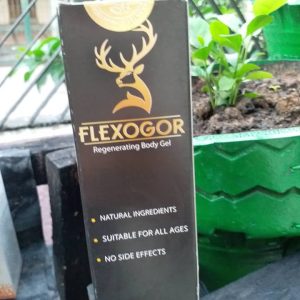 FLEXOGOR
Regenerating Body Gel
NATURAL INGREDIENTS
SUITABLE FOR ALL AGES
NO SIDE EFFECTS